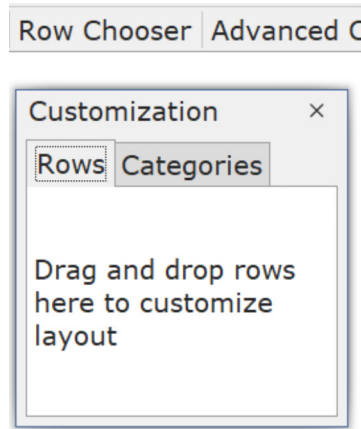 Row Chooser Advanced
Customization ×
Rows Categories
Drag and drop rows
here to customize
layout